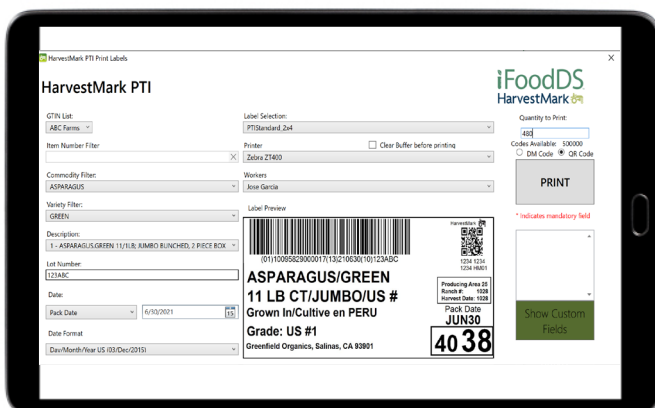 HarvestMark PTI Print Labels
X
HarvestMark PTI
iFoodDS
HarvestMark
GTIN List:
ABC Farms
Item Number Filter
X
Commodity Filter:
ASPARAGUS
Variety Filter:
GREEN
Description:
1 - ASPARAGUS,GREEN 11/1LB; JUMBO BUNCHED, 2 PIECE BOX
Lot Number:
123ABC
Date:
Pack Date
6/30/2021
15
Date Format
Day/Month/Year US (03/Dec/2015)
Label Selection:
PTIStandard_2x4
Printer
Clear Buffer before printing
Zebra ZT400
Workers
Jose Garcia
Label Preview
HarvestMark
(01)10095829000017(13)210630(10)123ABC
1234 1234
1234 HM01
ASPARAGUS/GREEN
11 LB CT/JUMBO/US #
Grown In/Cultive en PERU
Grade: US #1
Greenfield Organics, Salinas, CA 93901
Producing Area 25
Ranch #: 1028
Harvest Date: 1028
Pack Date
JUN30
40 38
Quantity to Print:
480
Codes Available: 500000
DM Code
QR Code
PRINT
* Indicates mandatory field
Show Custom
Fields